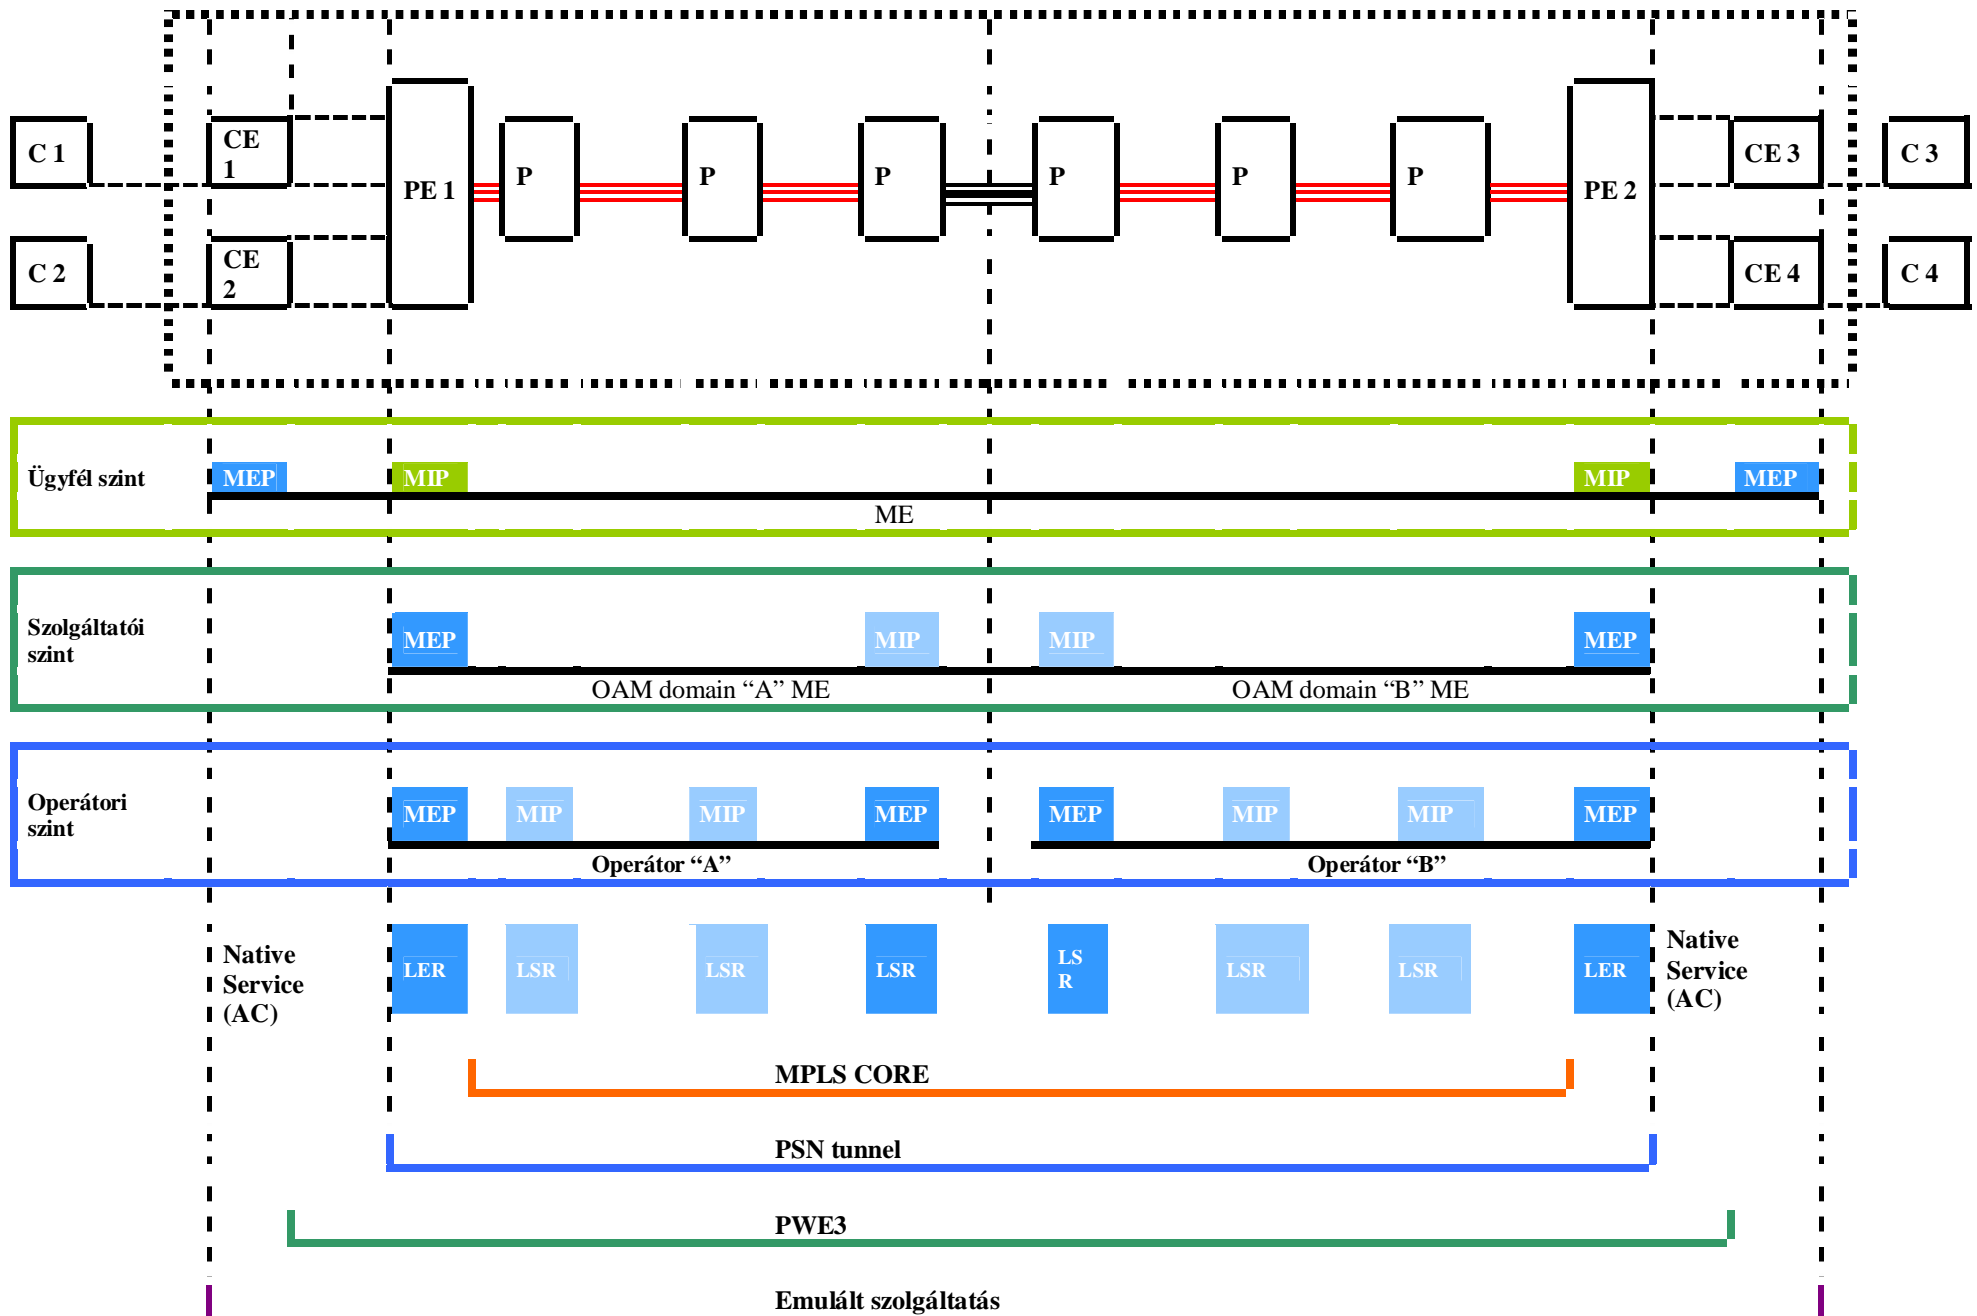 C 1
CE
1
PE 1
P
P
P
P
P
P
PE 2
CE 3
C 3
C 2
CE
2
CE 4
C 4
Ügyfél szint
MEP
MIP
MIP
MEP
ME
Szolgáltatói
szint
MEP
MIP
MIP
MEP
OAM domain “A” ME
OAM domain “B” ME
Operátori
szint
MEP
MIP
MIP
MEP
MEP
MIP
MIP
MEP
Operátor “A”
Operátor “B”
Native
Service
(AC)
LER
LSR
LSR
LSR
LS
R
LSR
LSR
LER
Native
Service
(AC)
MPLS CORE
PSN tunnel
PWE3
Emulált szolgáltatás